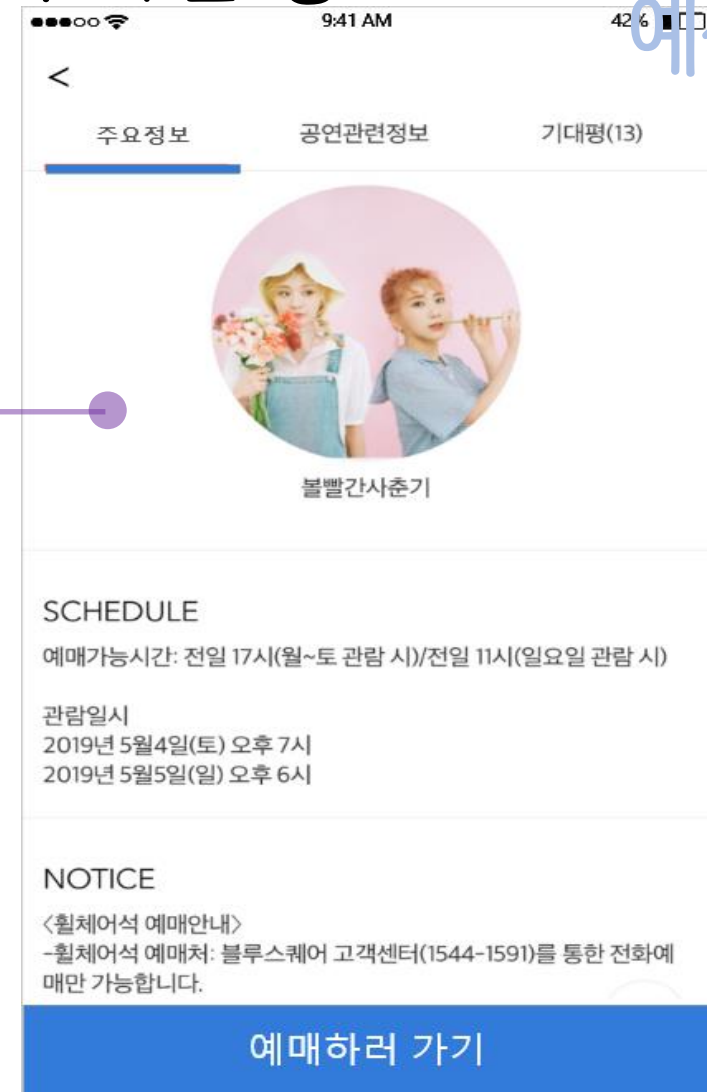 9:41 AM
42%
<
주요정보
공연관련정보
기대평(13)
볼빨간사춘기
SCHEDULE
예매가능시간: 전일 17시(월~토 관람 시)/전일 11시(일요일 관람 시)
관람일시
2019년 5월4일(토) 오후 7시
2019년 5월5일(일) 오후 6시
NOTICE
〈휠체어석 예매안내〉
-휠체어석 예매처: 블루스퀘어 고객센터(1544-1591)를 통한 전화예
매만 가능합니다.
예매하러 가기